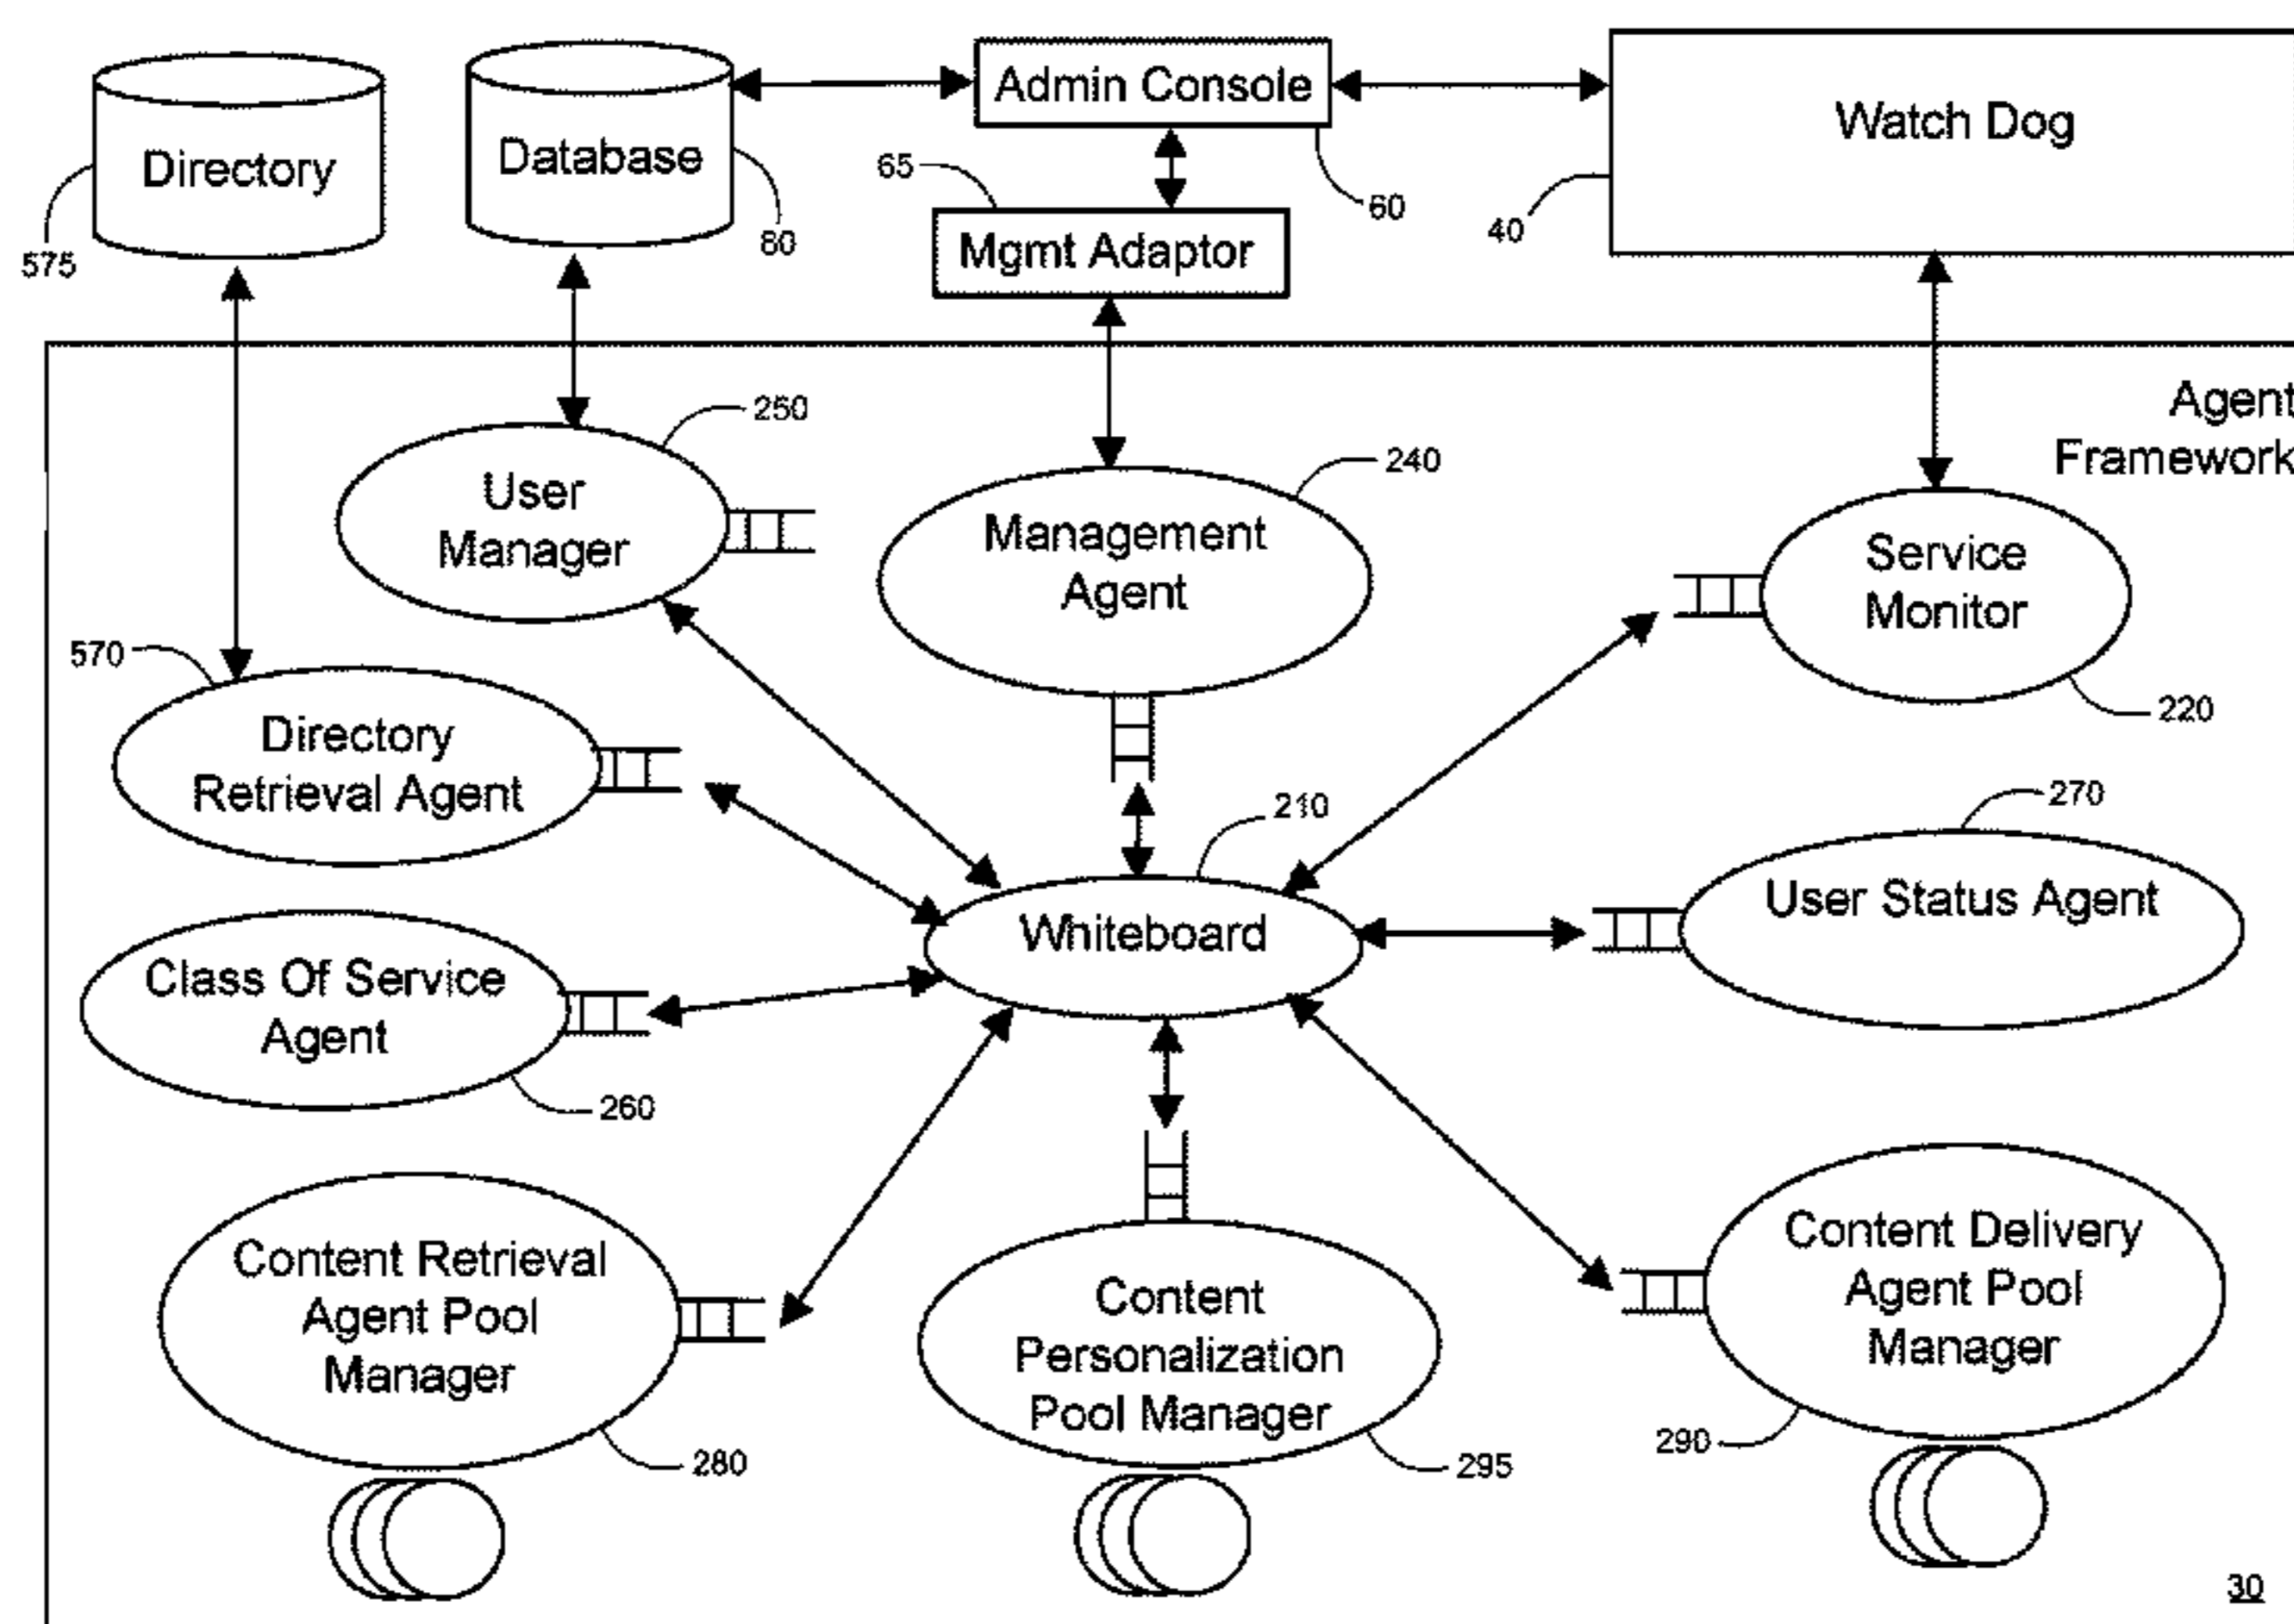 Directory
575
Database
80
Admin Console
60
65
Mgmt Adaptor
Watch Dog
40
Agent
Framework
250
User
Manager
240
Management
Agent
Service
Monitor
220
570
Directory
Retrieval Agent
210
Whiteboard
270
User Status Agent
Class Of Service
Agent
260
Content Retrieval
Agent Pool
Manager
280
Content
Personalization
Pool Manager
295
Content Delivery
Agent Pool
Manager
290
30